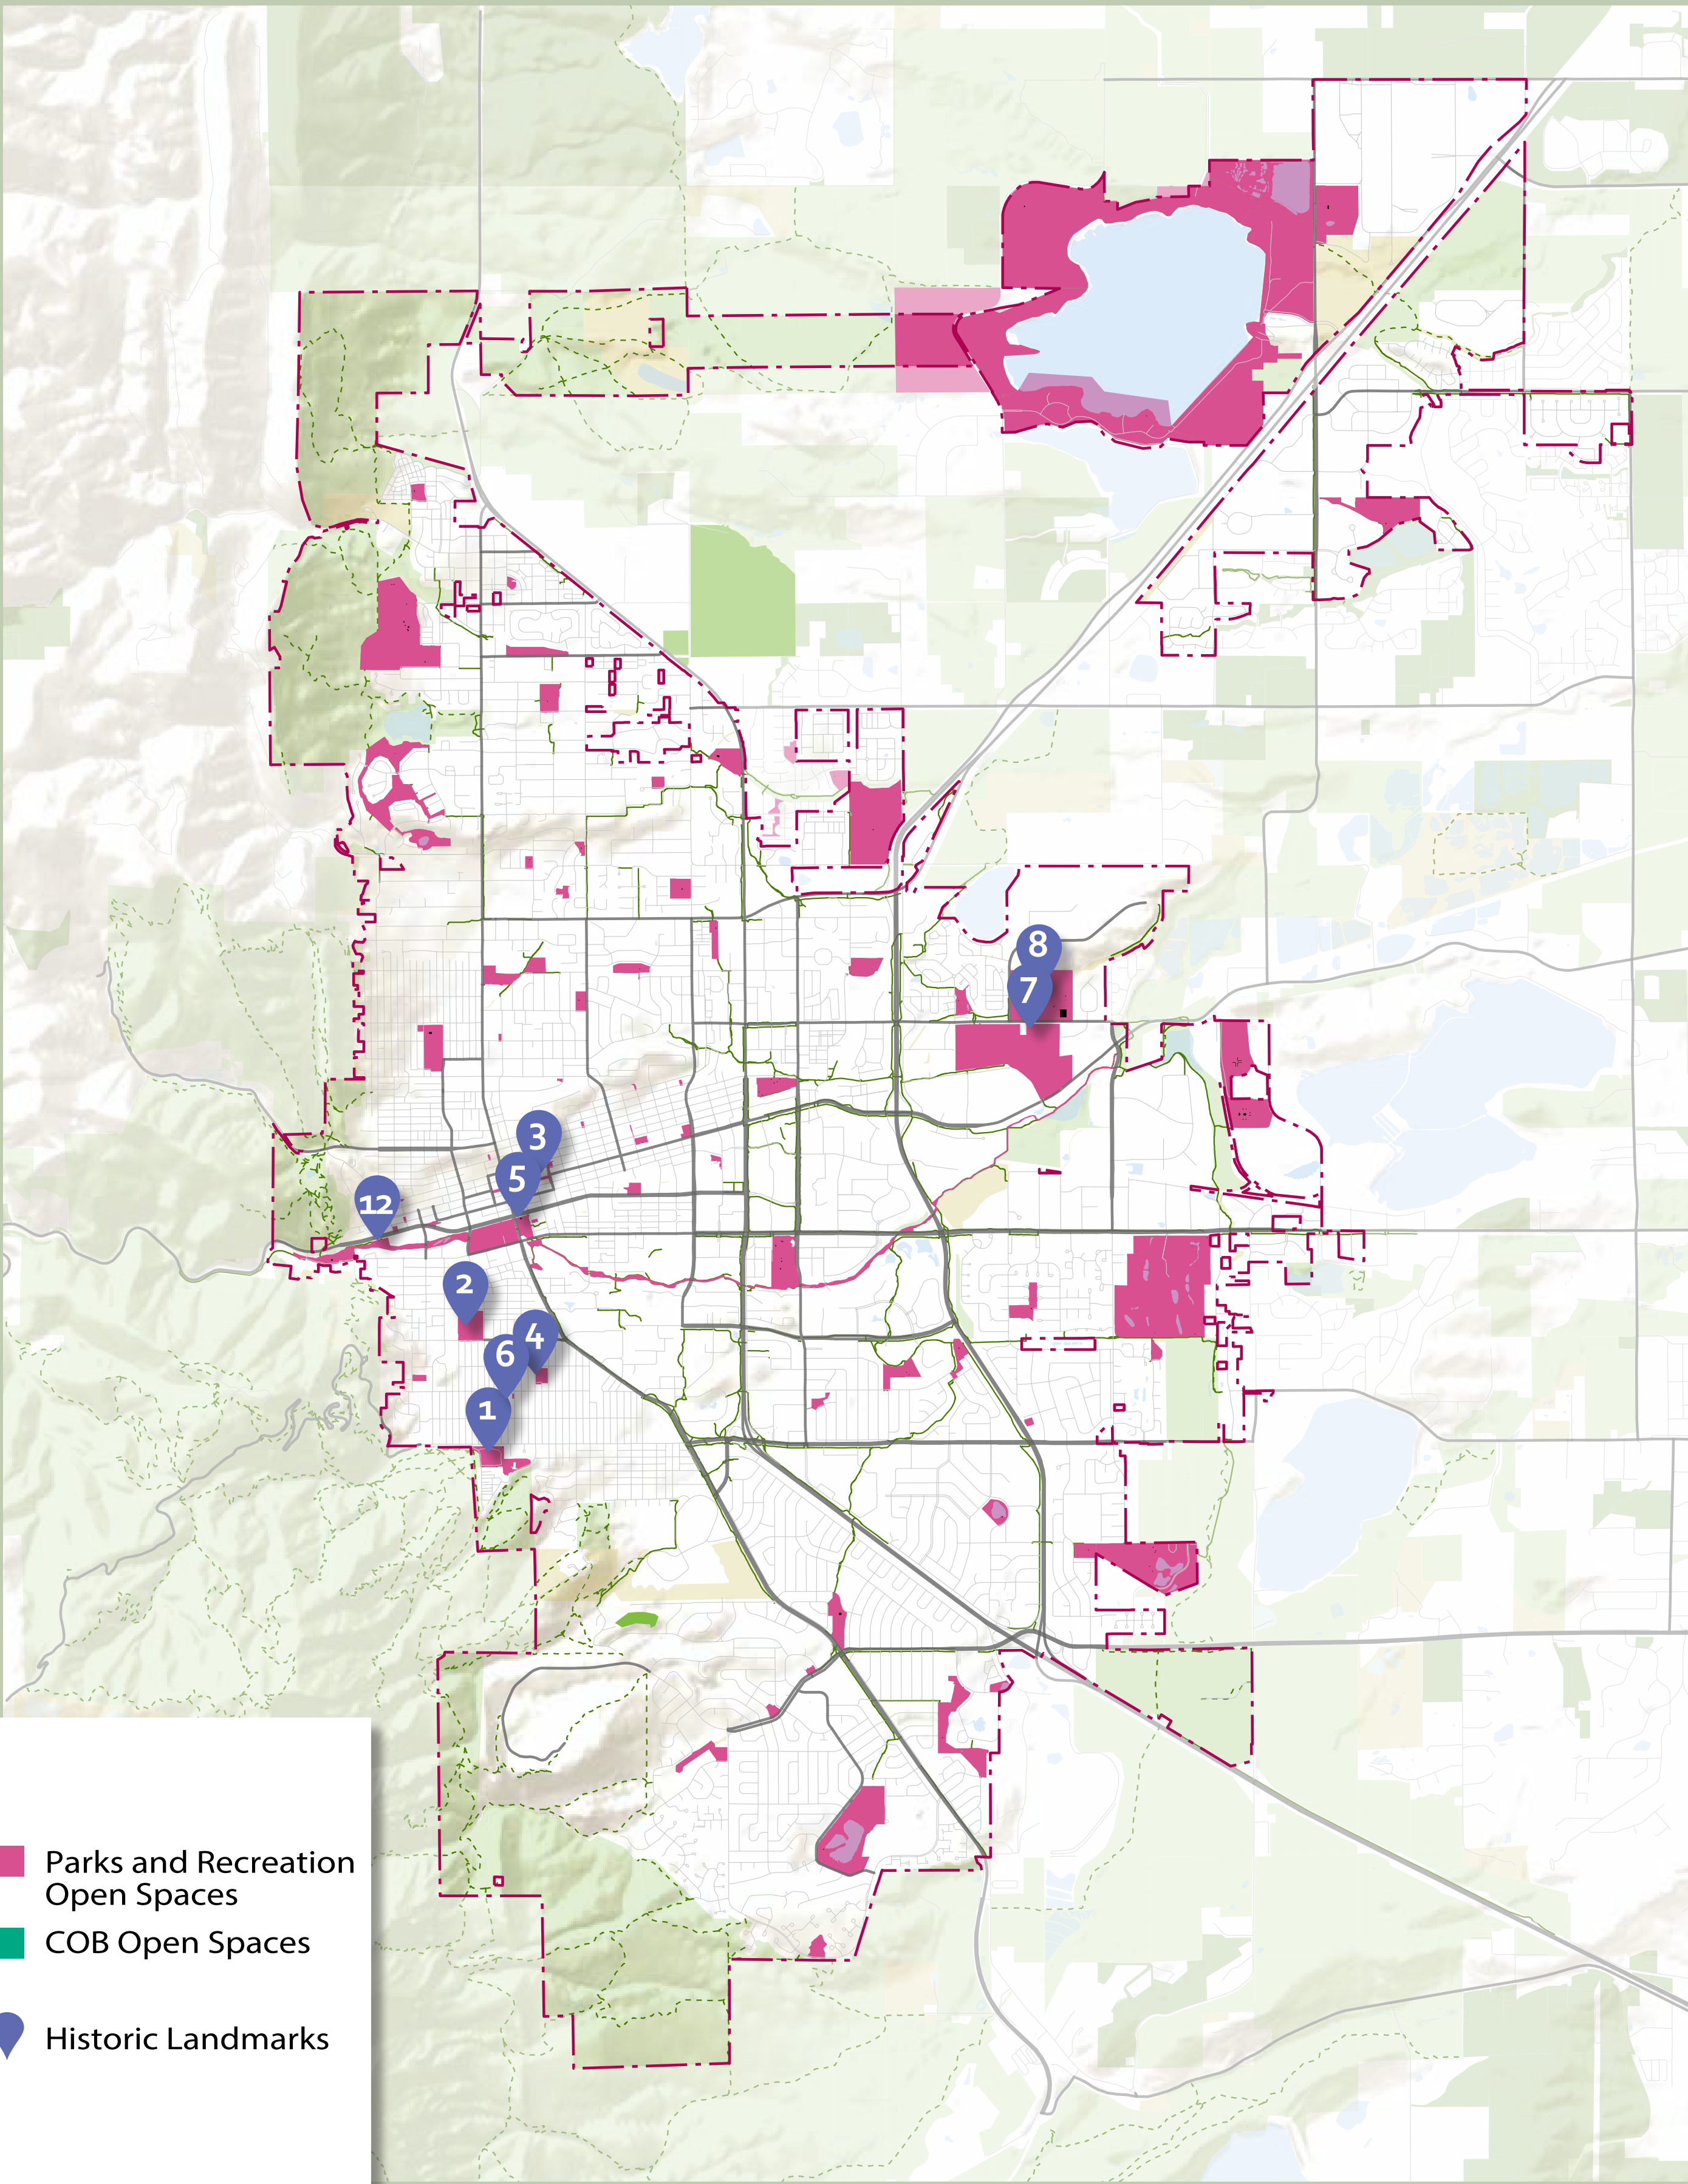 8
7
3
5
12
2
4
6
1
Parks and Recreation
Open Spaces
COB Open Spaces
Historic Landmarks